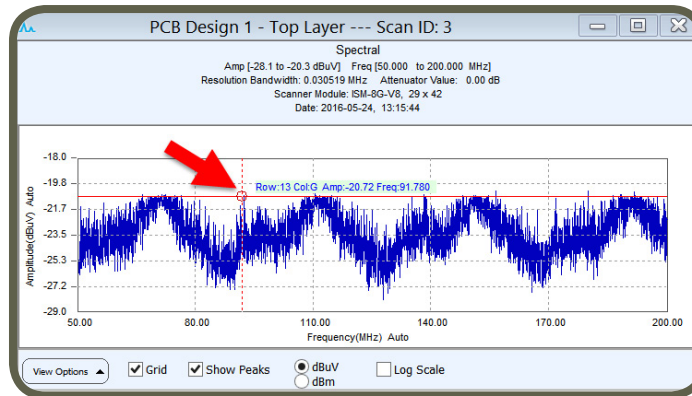 PCB Design 1 - Top Layer --- Scan ID: 3
Spectral
Amp [-28.1 to -20.3 dBuV] Freq [50.000 to 200.000 MHz]
Resolution Bandwidth: 0.030519 MHz Attenuator Value: 0.00 dB
Scanner Module: ISM-8G-V8, 29 x 42
Date: 2016-05-24, 13:15:44
Row:13 Col:G Amp:-20.72 Freq:91.780
Amplitude(dBuV) Auto
-18.0
-19.8
-21.7
-23.5
-25.3
-27.2
-29.0
50.00 80.00 110.00 140.00 170.00 200.00
Frequency(MHz) Auto
View Options Grid Show Peaks dBuV Log Scale
dBm